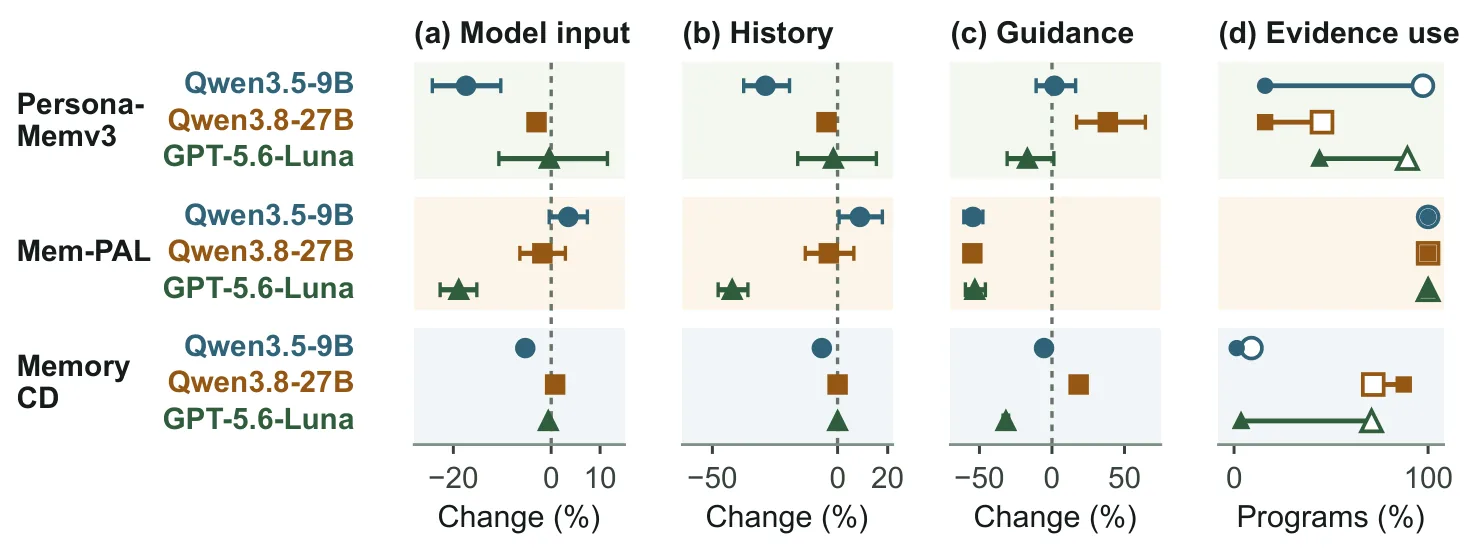 (a) Model input
(b) History
(c) Guidance
(d) Evidence use
Persona-
Memv3
Qwen3.5-9B
Qwen3.8-27B
GPT-5.6-Luna
Mem-PAL
Qwen3.5-9B
Qwen3.8-27B
GPT-5.6-Luna
Memory
CD
Qwen3.5-9B
Qwen3.8-27B
GPT-5.6-Luna
−20 0 10
−50 0 20
−50 0 50
0 100
Change (%)
Change (%)
Change (%)
Programs (%)